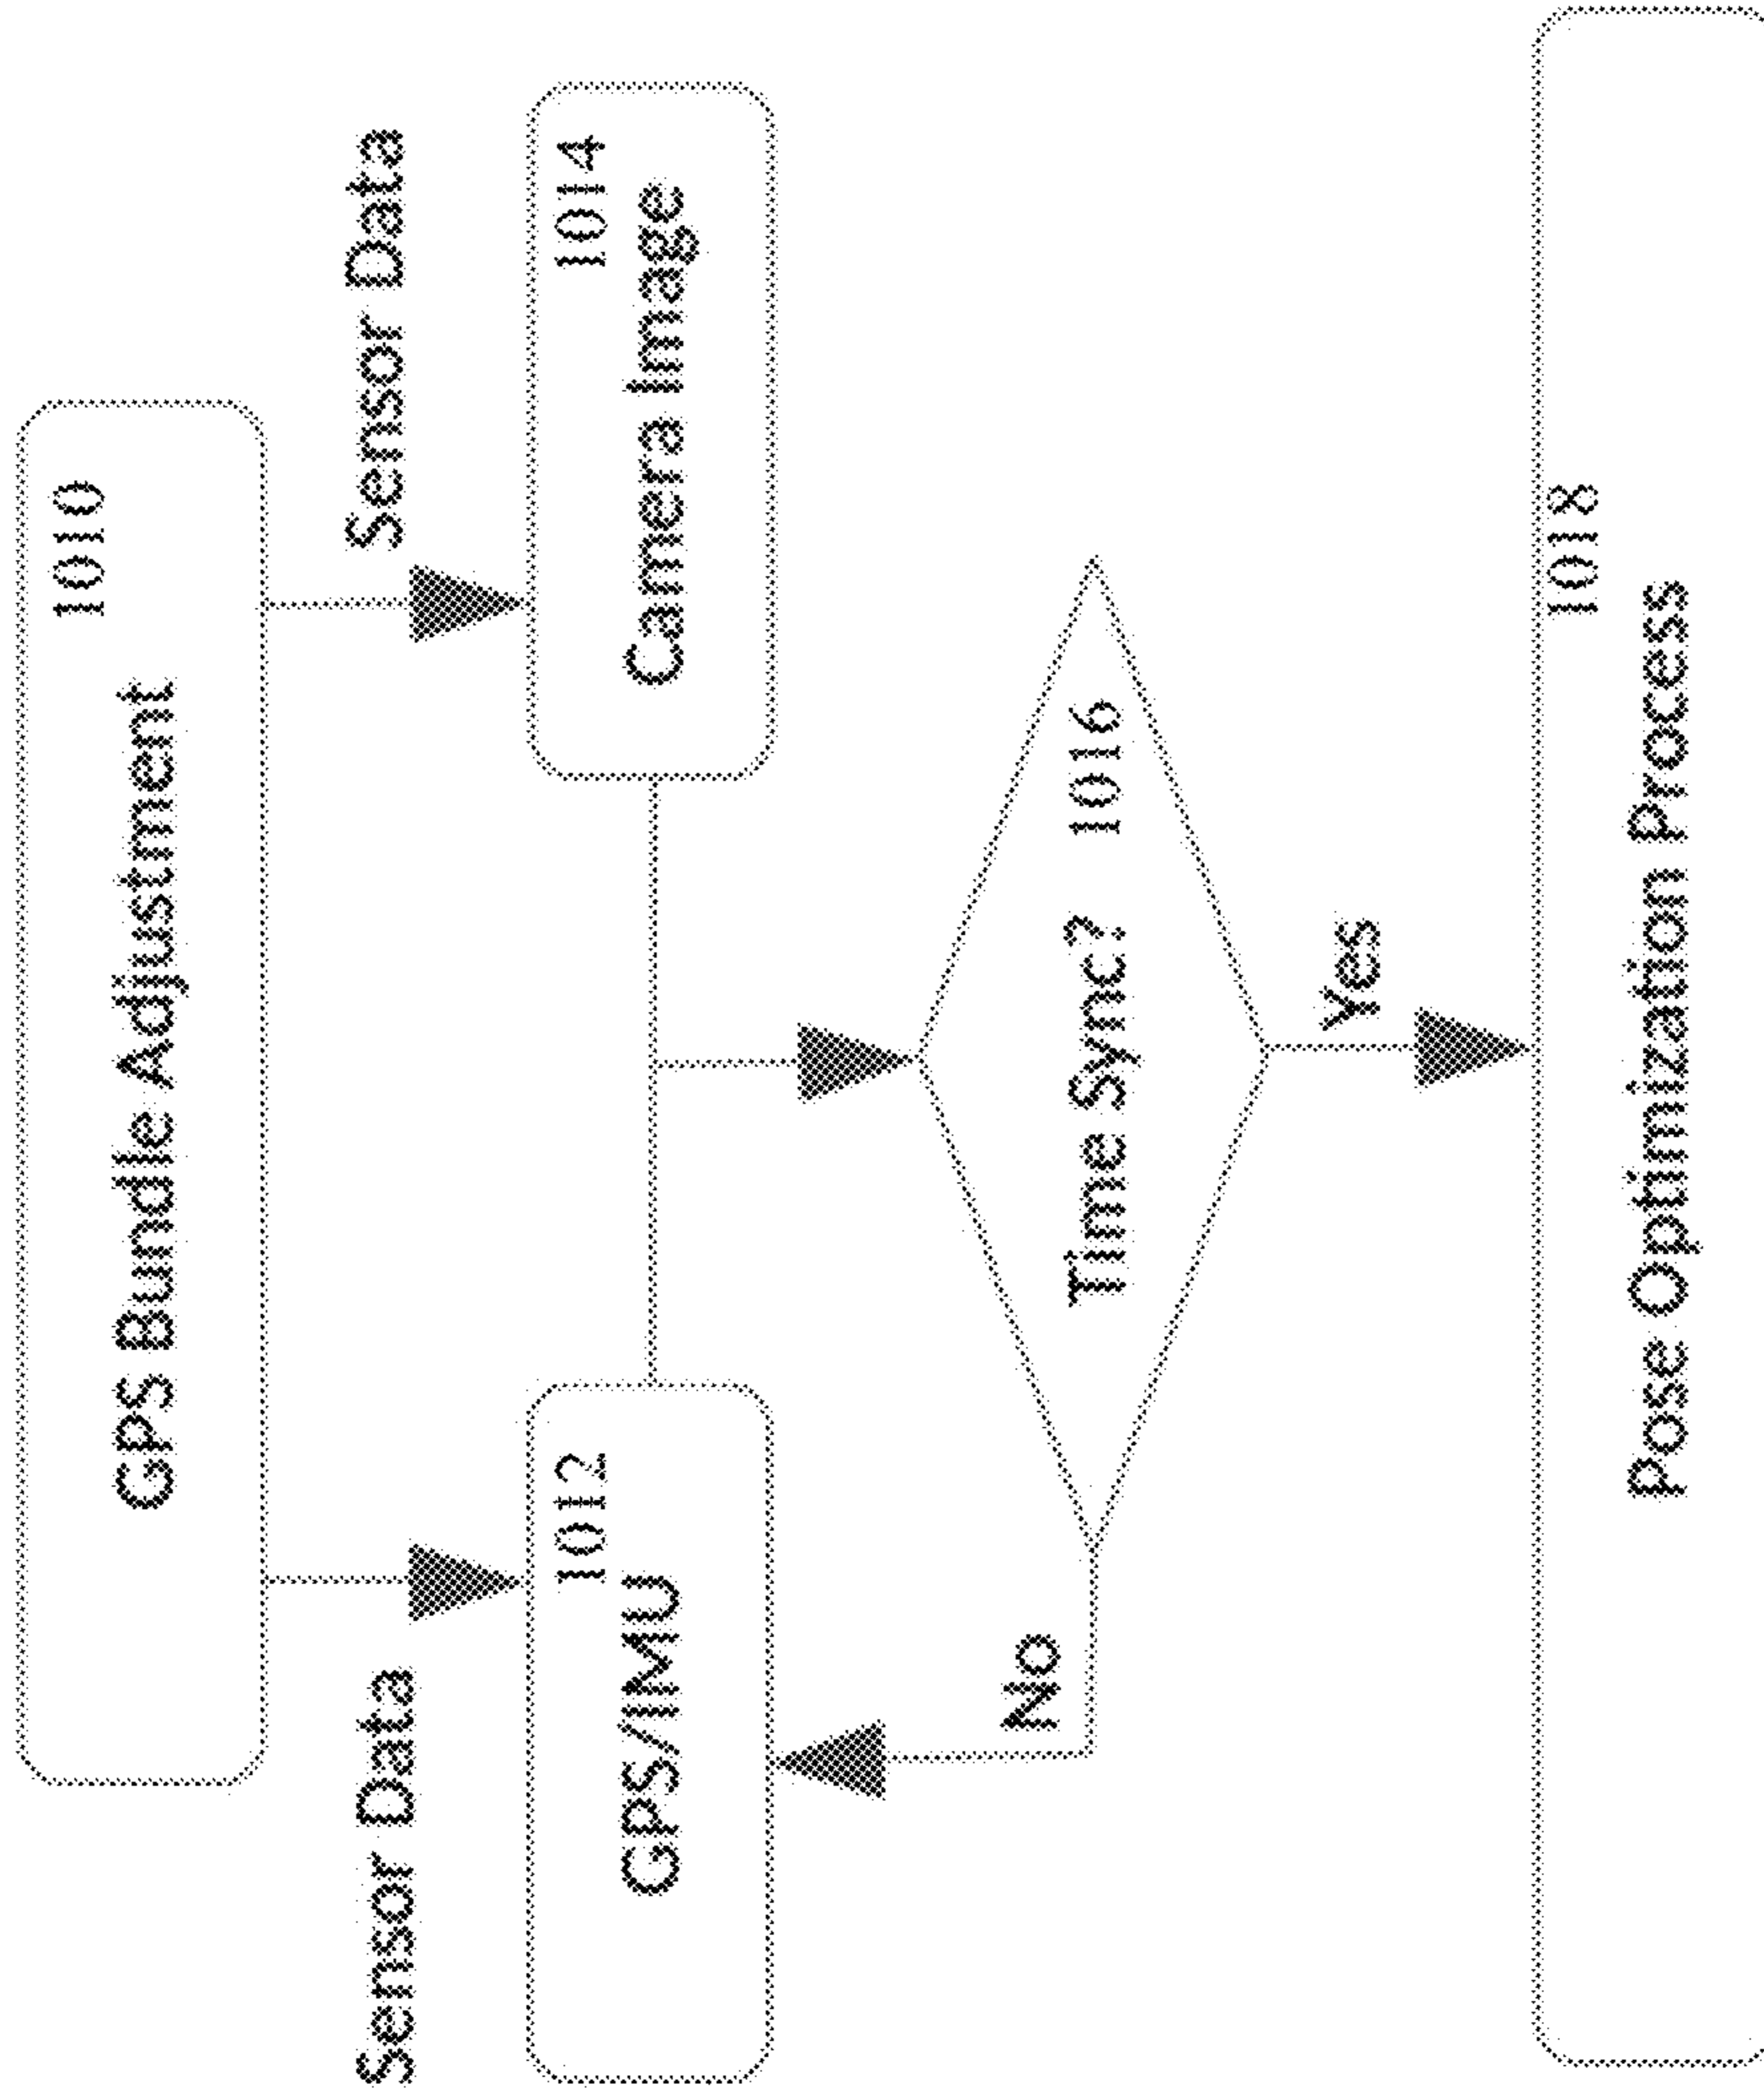 1010
GPS Bundle Adjustment
Sensor Data
Sensor Data
1012
GPS/IMU
1014
Camera Image
Time Sync? 1016
No
Yes
1018
Pose Optimization Process